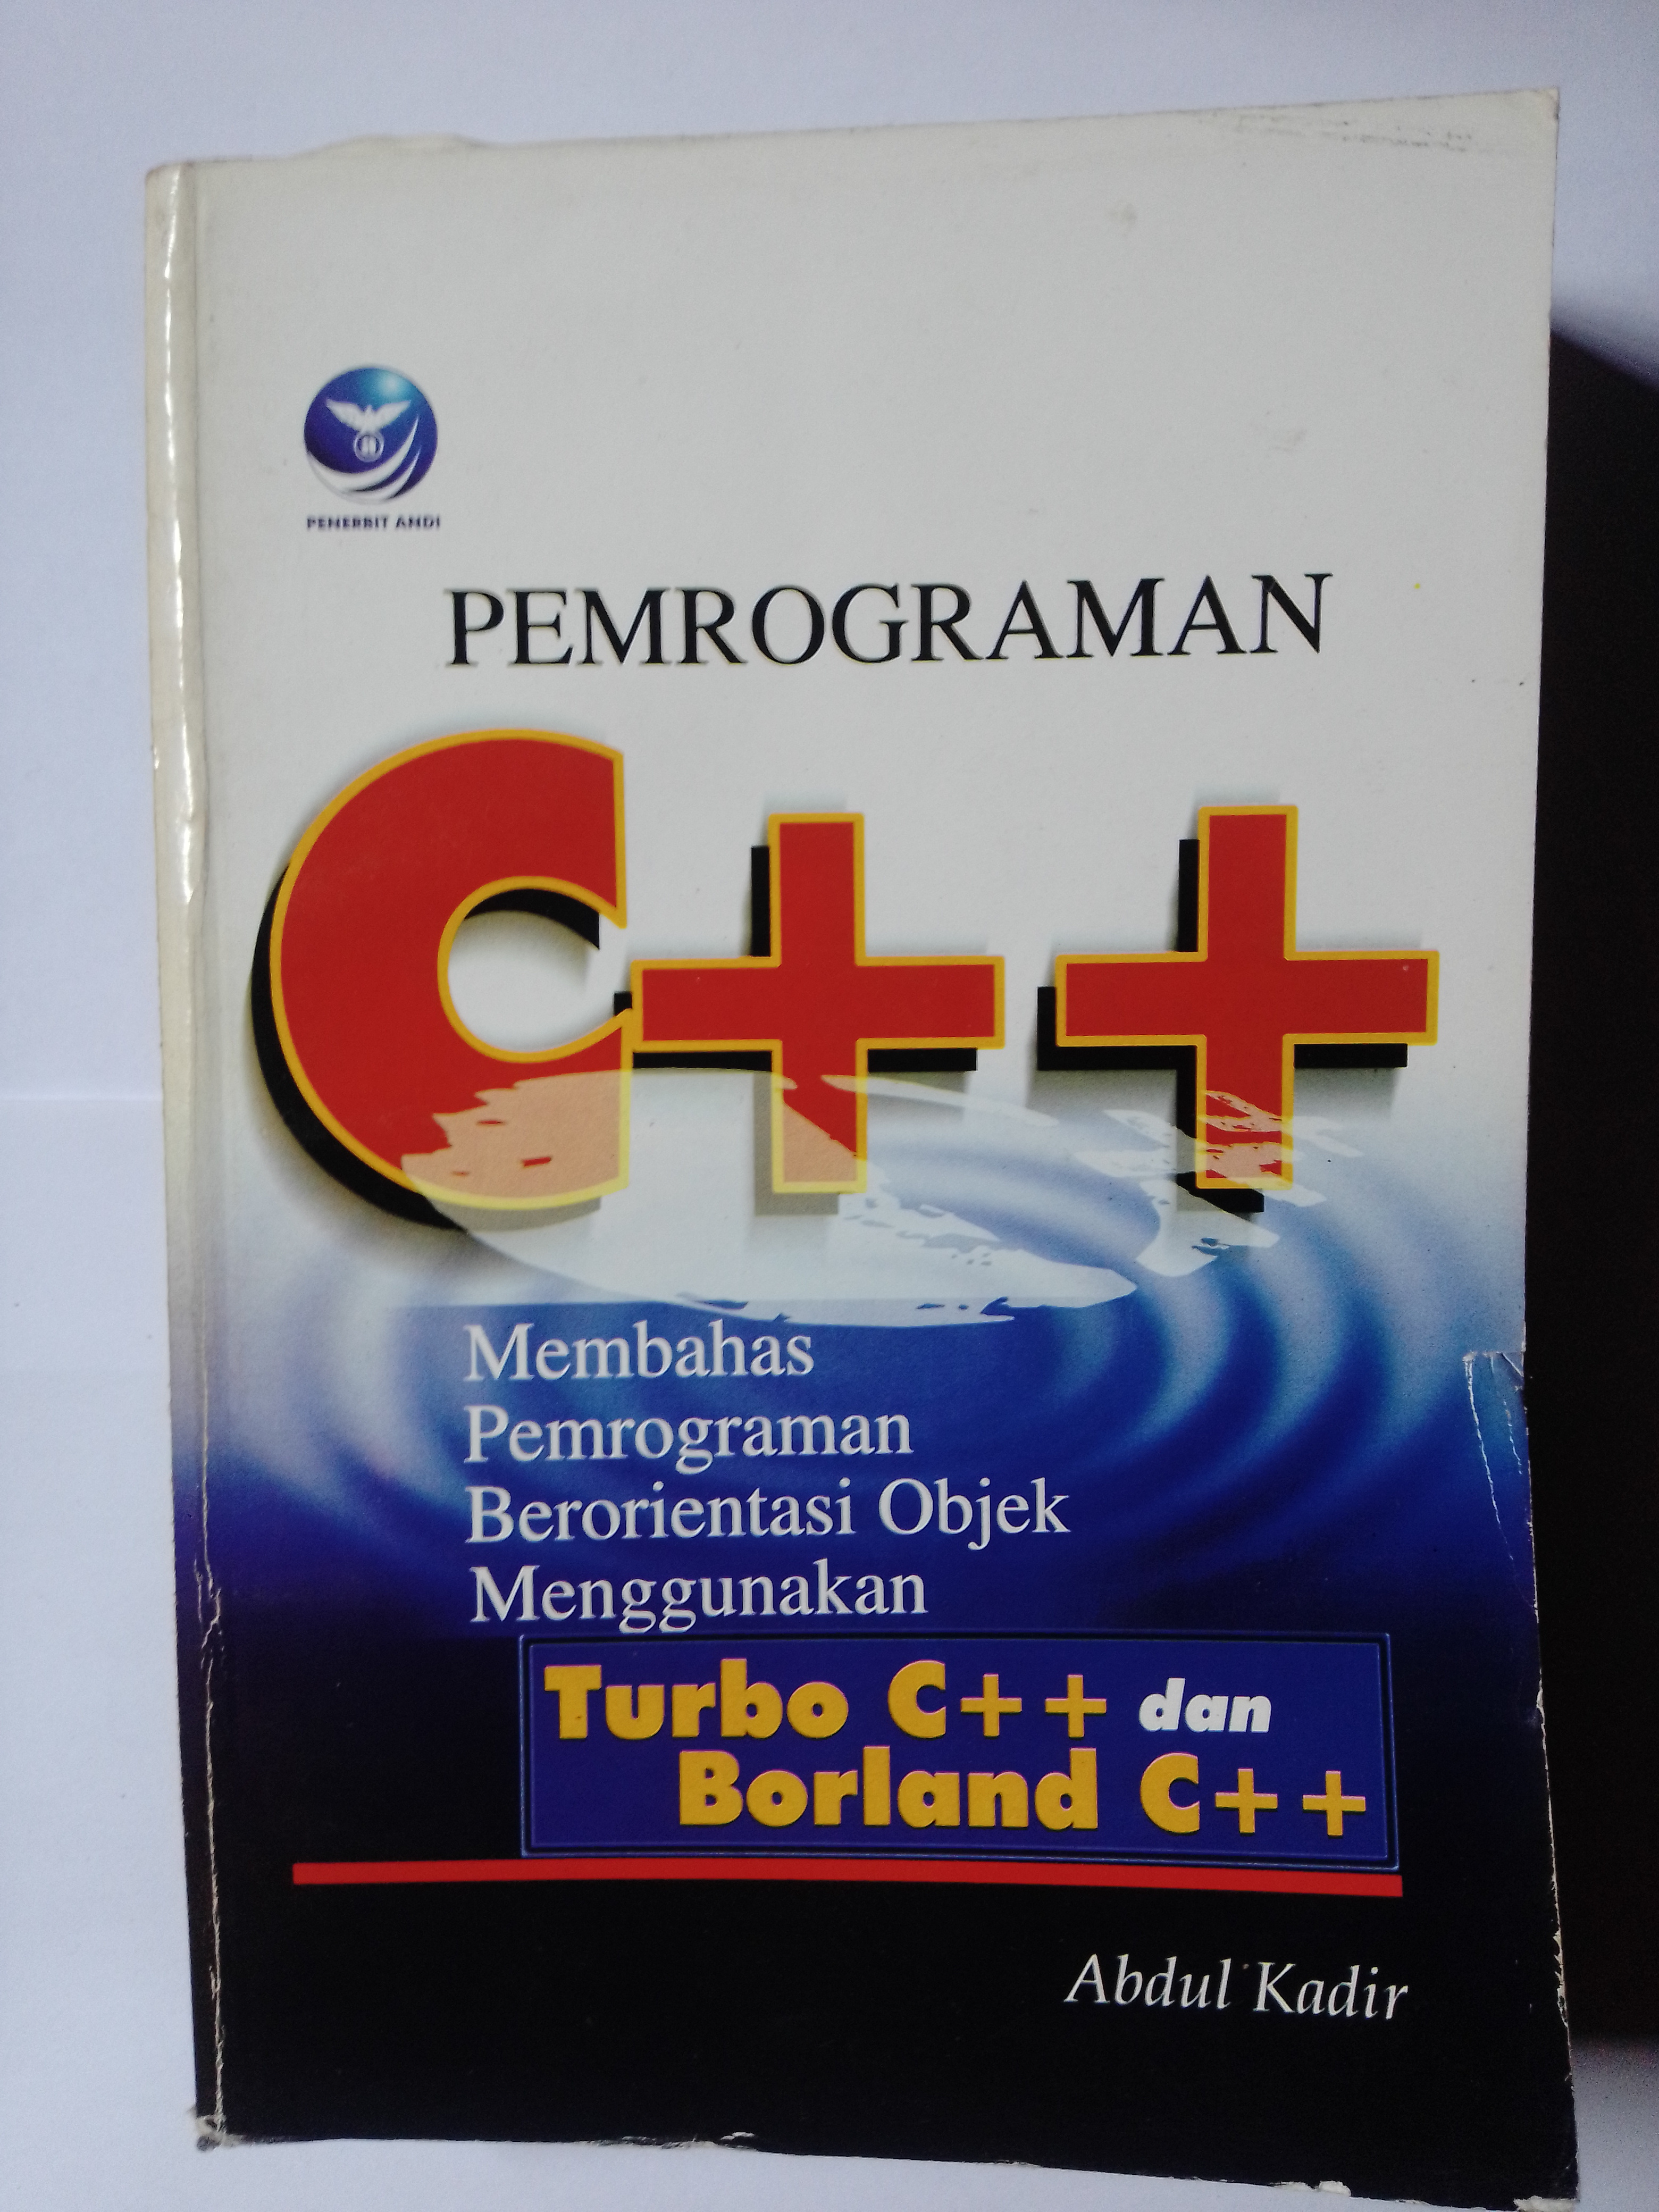 PENERBIT ANDI
PEMROGRAMAN
C++
Membahas
Pemrograman
Berorientasi Objek
Menggunakan
Turbo C++ dan
Borland C++
Abdul Kadir